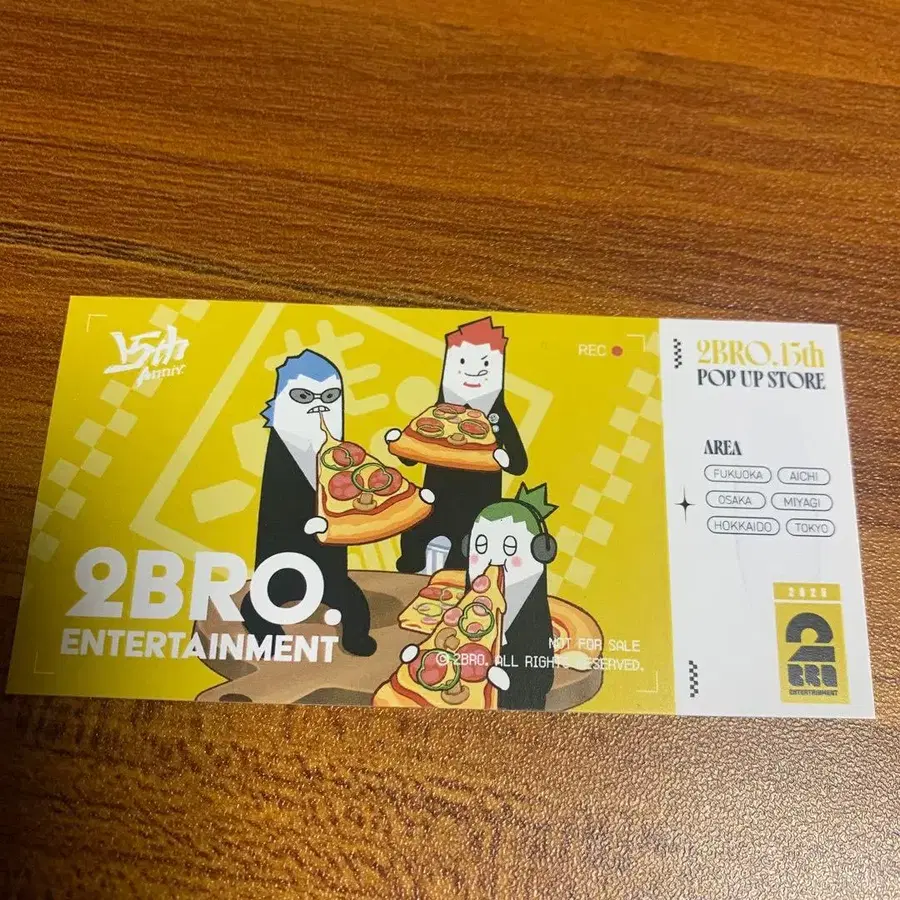 15th
Anniv
REC
2BRO.
ENTERTAINMENT
NOT FOR SALE
© 2BRO. ALL RIGHTS RESERVED.
2BRO.15th
POP UP STORE
AREA
FUKUOKA AICHI
OSAKA MIYAGI
HOKKAIDO TOKYO
2025
2
BRO
ENTERTAINMENT